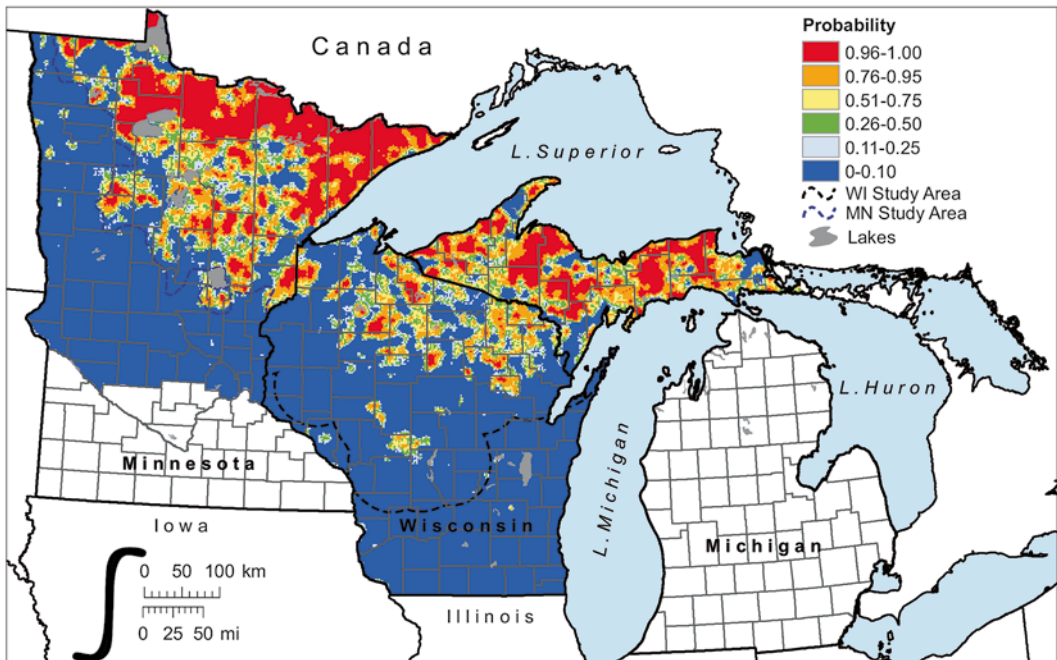 Canada
Probability
0.96-1.00
0.76-0.95
0.51-0.75
0.26-0.50
0.11-0.25
0-0.10
WI Study Area
MN Study Area
Lakes
L.Superior
L.Huron
L.Michigan
Minnesota
Wisconsin
Michigan
Iowa
Illinois
0 50 100 km
0 25 50 mi